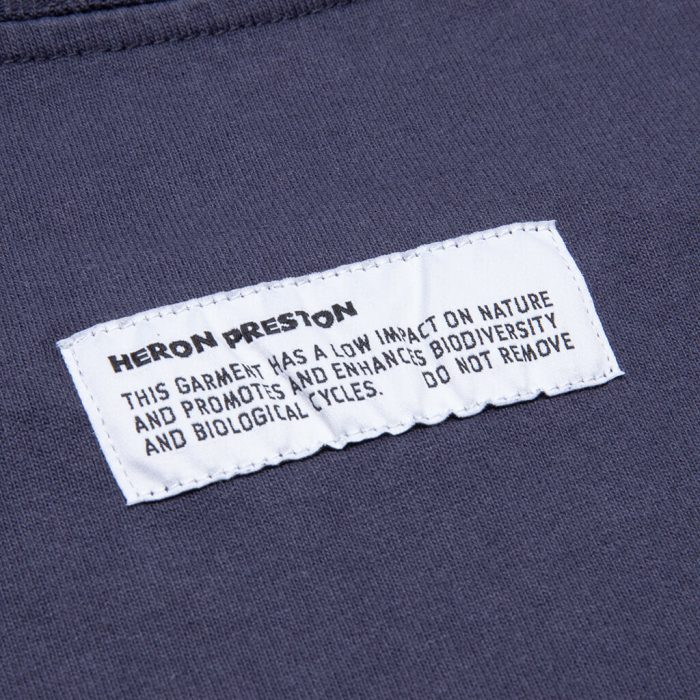 HERON PRESTON
THIS GARMENT HAS A LOW IMPACT ON NATURE
AND PROMOTES AND ENHANCES BIODIVERSITY
AND BIOLOGICAL CYCLES. DO NOT REMOVE